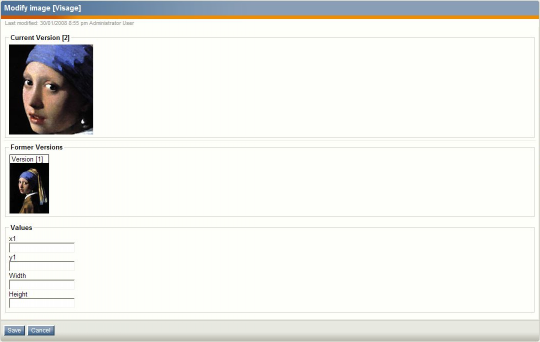 Modify image [Visage]
Last modified: 30/01/2008 6:55 pm Administrator User
Current Version [2]
Former Versions
Version [1]
Values
x1
y1
Width
Height
Save Cancel